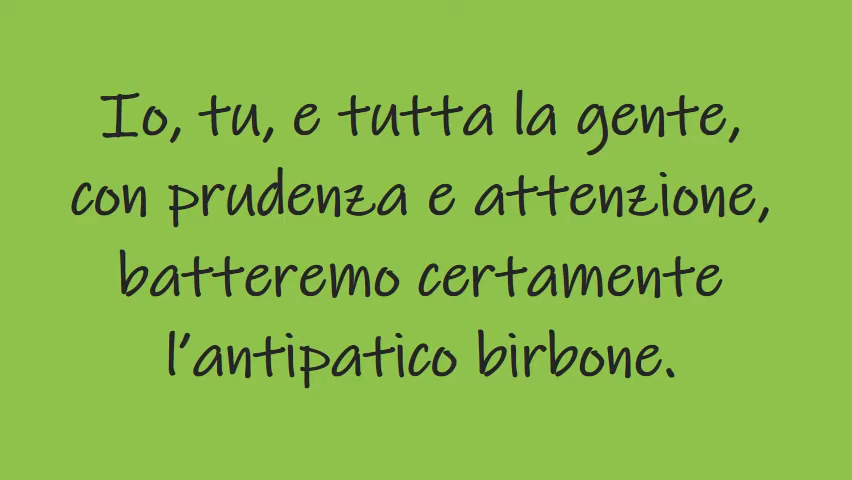 Io, tu, e tutta la gente,
con prudenza e attenzione,
batteremo certamente
l'antipatico birbone.